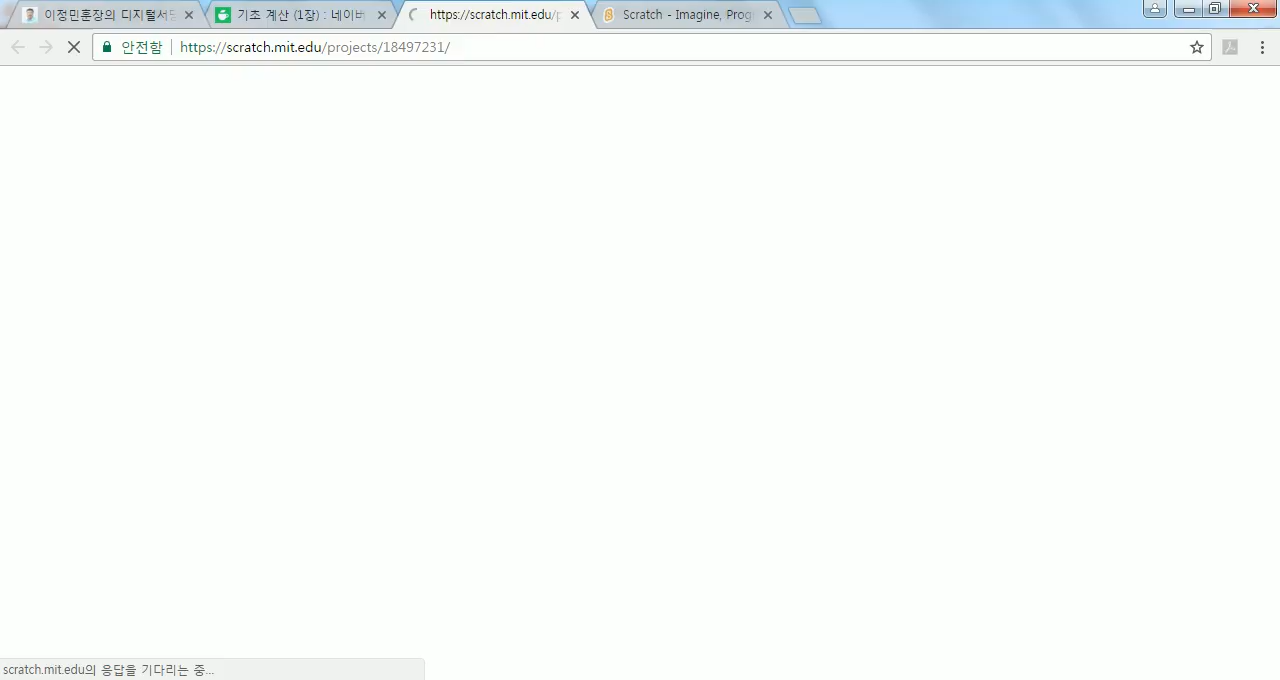 이정민훈장의 디지털서당
기초 계산 (1장) : 네이버
https://scratch.mit.edu/p
Scratch - Imagine, Prog
안전함
https://scratch.mit.edu/projects/18497231/
scratch.mit.edu의 응답을 기다리는 중...